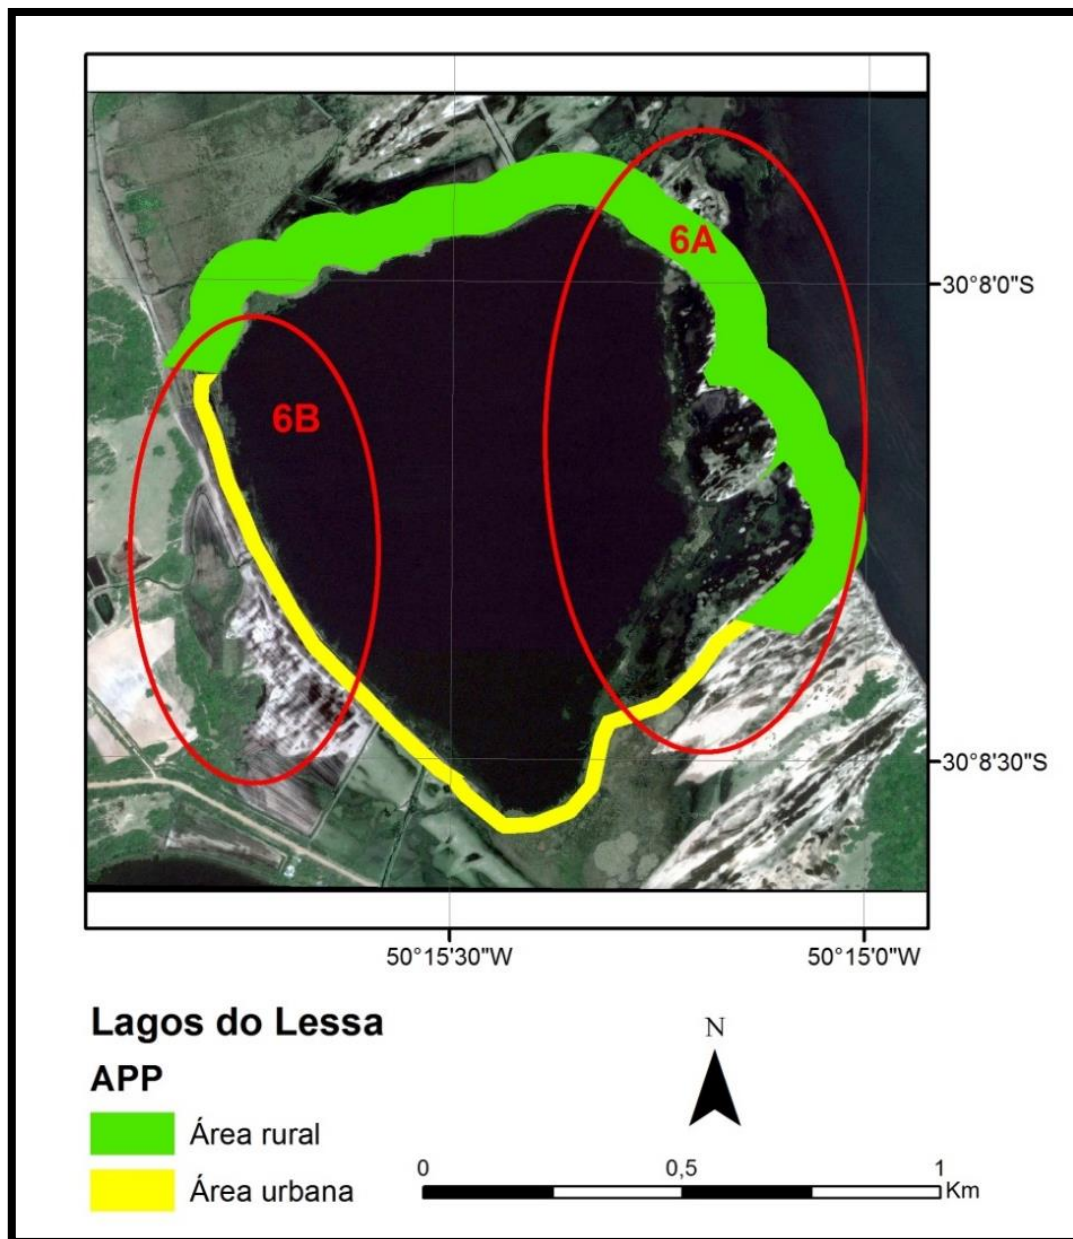 6A
30°8'0"S
6B
30°8'30"S
50°15'30"W
50°15'0"W
Lagos do Lessa
APP
Área rural
Área urbana
N
0
0,5
1
Km